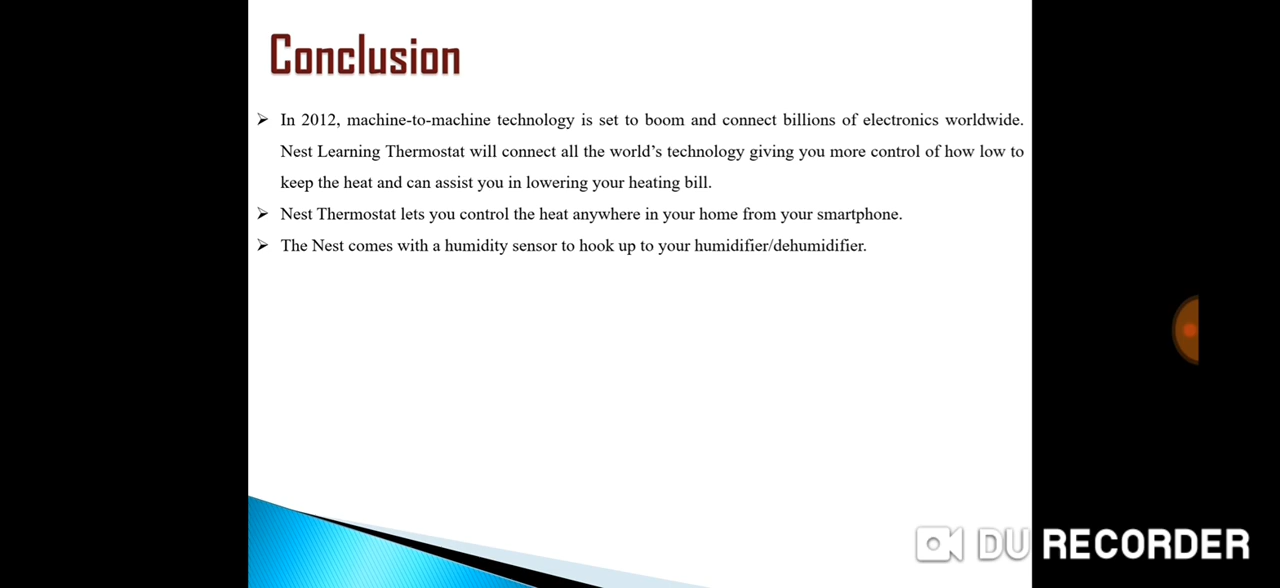 Conclusion
In 2012, machine-to-machine technology is set to boom and connect billions of electronics worldwide.
Nest Learning Thermostat will connect all the world's technology giving you more control of how low to
keep the heat and can assist you in lowering your heating bill.
Nest Thermostat lets you control the heat anywhere in your home from your smartphone.
The Nest comes with a humidity sensor to hook up to your humidifier/dehumidifier.
DU RECORDER